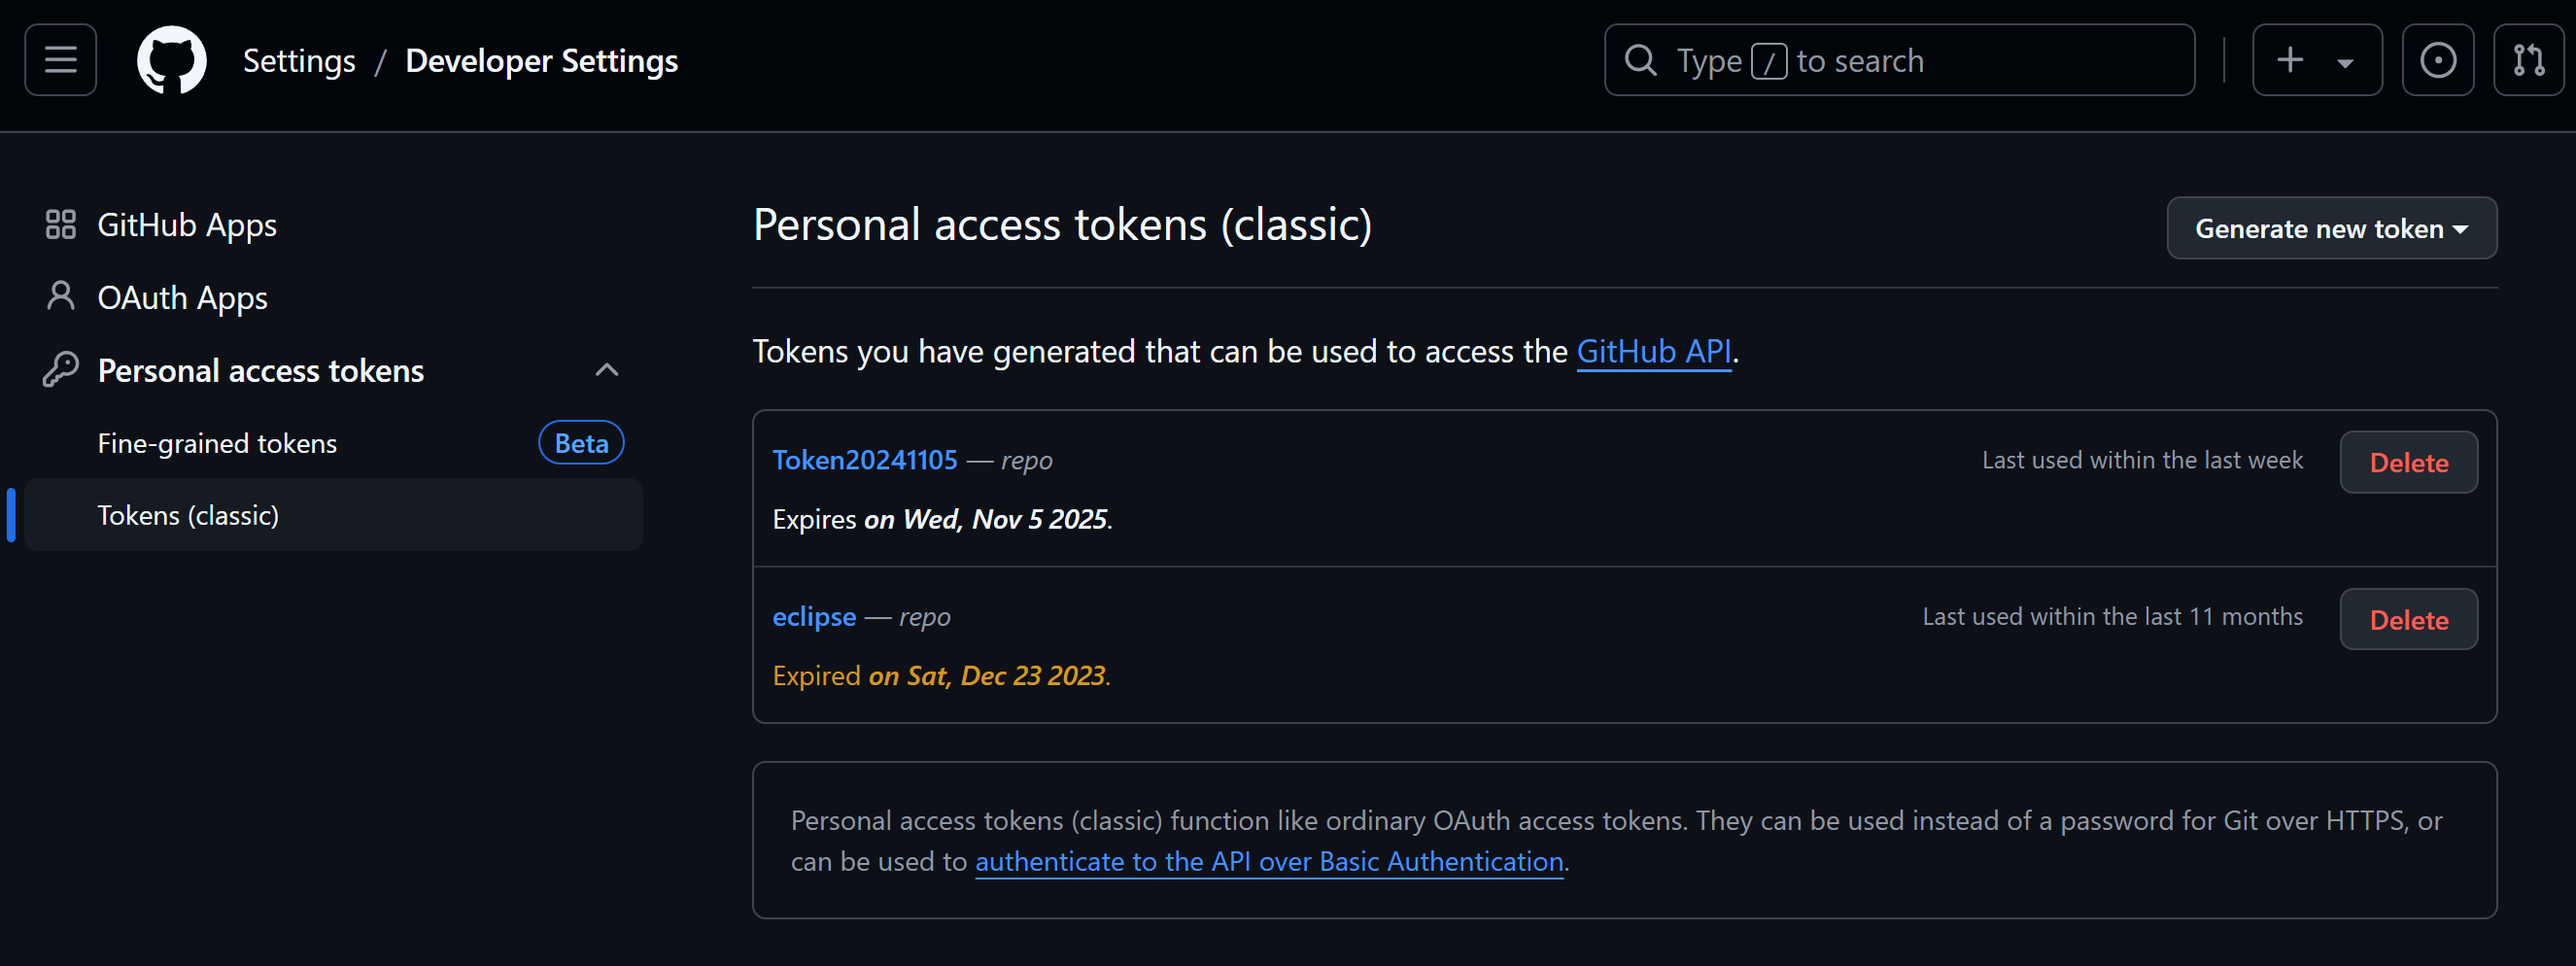 Settings / Developer Settings
Type / to search
GitHub Apps
OAuth Apps
Personal access tokens
Fine-grained tokens Beta
Tokens (classic)
Personal access tokens (classic)
Generate new token
Tokens you have generated that can be used to access the GitHub API.
Token20241105 — repo
Last used within the last week
Delete
Expires on Wed, Nov 5 2025.
eclipse — repo
Last used within the last 11 months
Delete
Expired on Sat, Dec 23 2023.
Personal access tokens (classic) function like ordinary OAuth access tokens. They can be used instead of a password for Git over HTTPS, or
can be used to authenticate to the API over Basic Authentication.